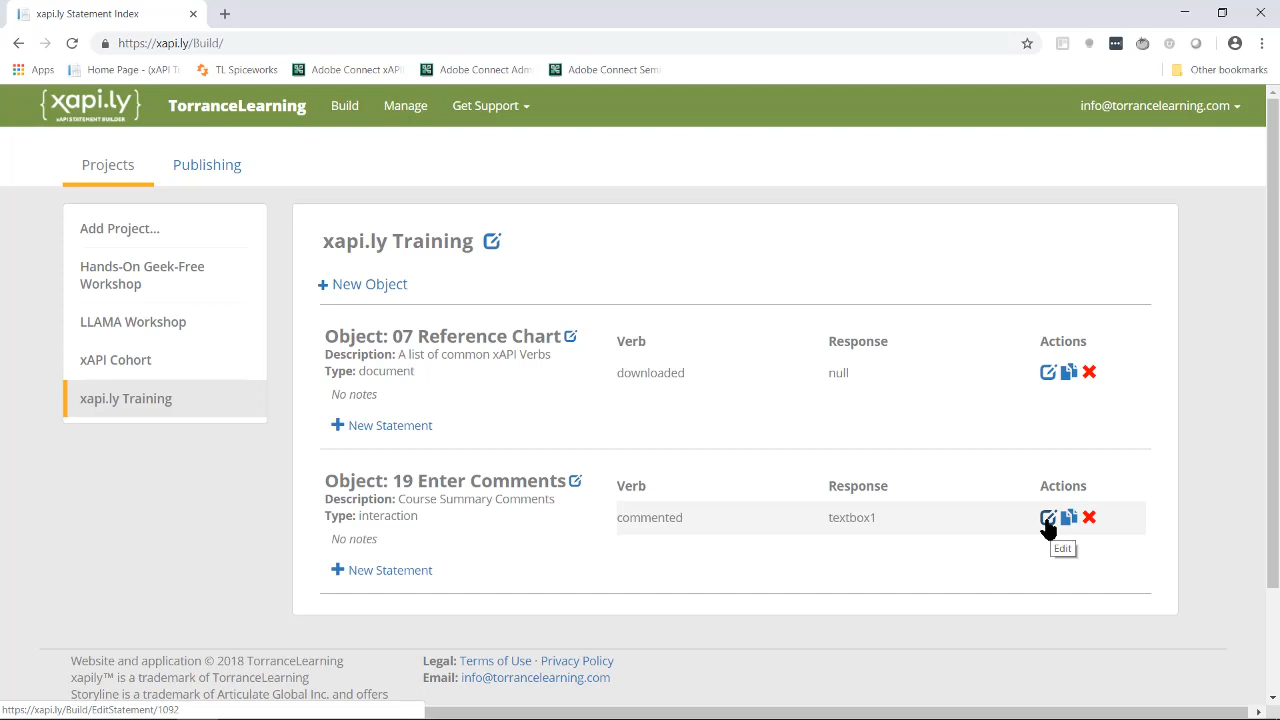 xapi.ly Statement Index
https://xapi.ly/Build/
Apps
Home Page - (xAPI T
TL Spiceworks
Adobe Connect xAPI
Adobe Connect Adm
Adobe Connect Semi
Other bookmarks
{xapi.ly}
xAPI STATEMENT BUILDER
TorranceLearning
Build
Manage
Get Support
info@torrancelearning.com
Projects
Publishing
Add Project...
Hands-On Geek-Free
Workshop
LLAMA Workshop
xAPI Cohort
xapi.ly Training
xapi.ly Training
New Object
Object: 07 Reference Chart
Description: A list of common xAPI Verbs
Type: document
No notes
New Statement
Verb
Response
Actions
downloaded
null
Object: 19 Enter Comments
Description: Course Summary Comments
Type: interaction
No notes
New Statement
Verb
Response
Actions
commented
textbox1
Edit
Website and application © 2018 TorranceLearning
xapily™ is a trademark of TorranceLearning
Storyline is a trademark of Articulate Global Inc. and offers
Legal: Terms of Use · Privacy Policy
Email: info@torrancelearning.com
https://xapi.ly/Build/EditStatement/1092